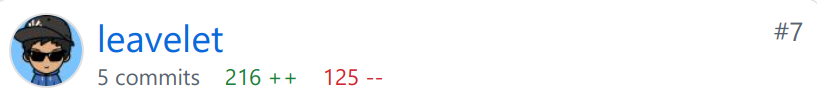 leavelet
#7
5 commits 216 ++ 125 --